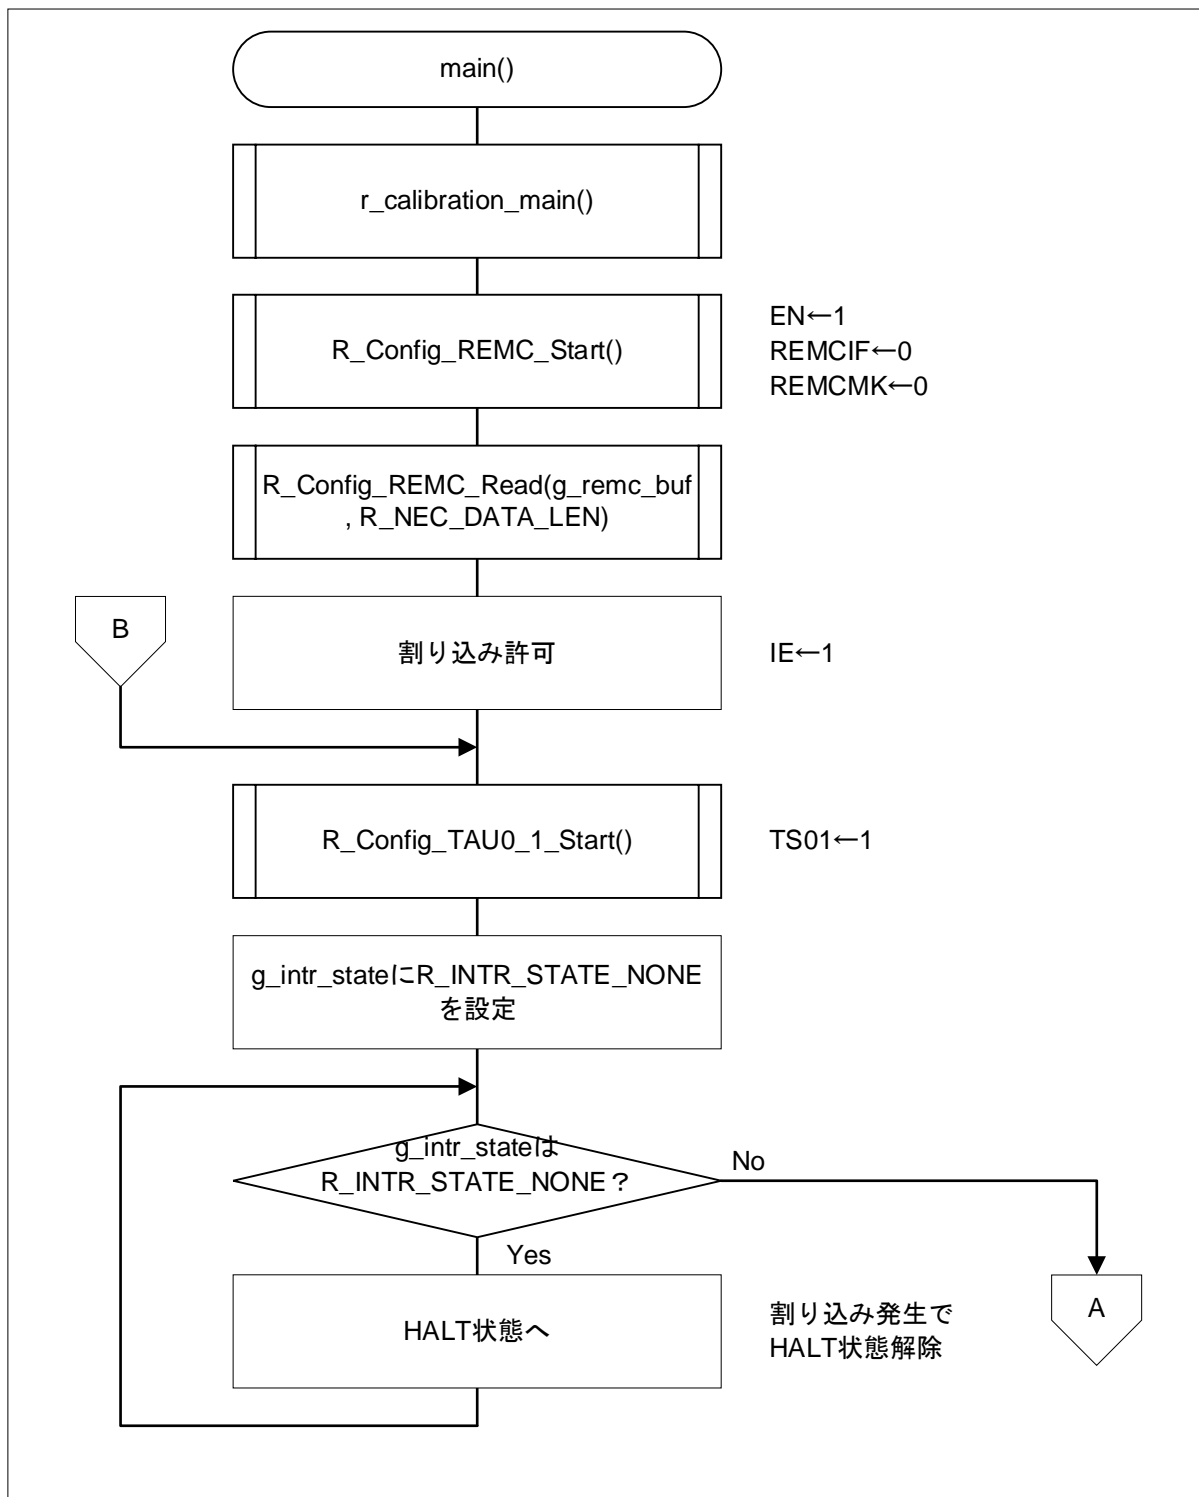 main()
r_calibration_main()
R_Config_REMC_Start()
EN←1
REMCIF←0
REMCMK←0
R_Config_REMC_Read(g_remc_buf
, R_NEC_DATA_LEN)
B
割り込み許可
IE←1
R_Config_TAU0_1_Start()
TS01←1
g_intr_stateにR_INTR_STATE_NONE
を設定
g_intr_stateは
R_INTR_STATE_NONE？
No
Yes
HALT状態へ
割り込み発生で
HALT状態解除
A